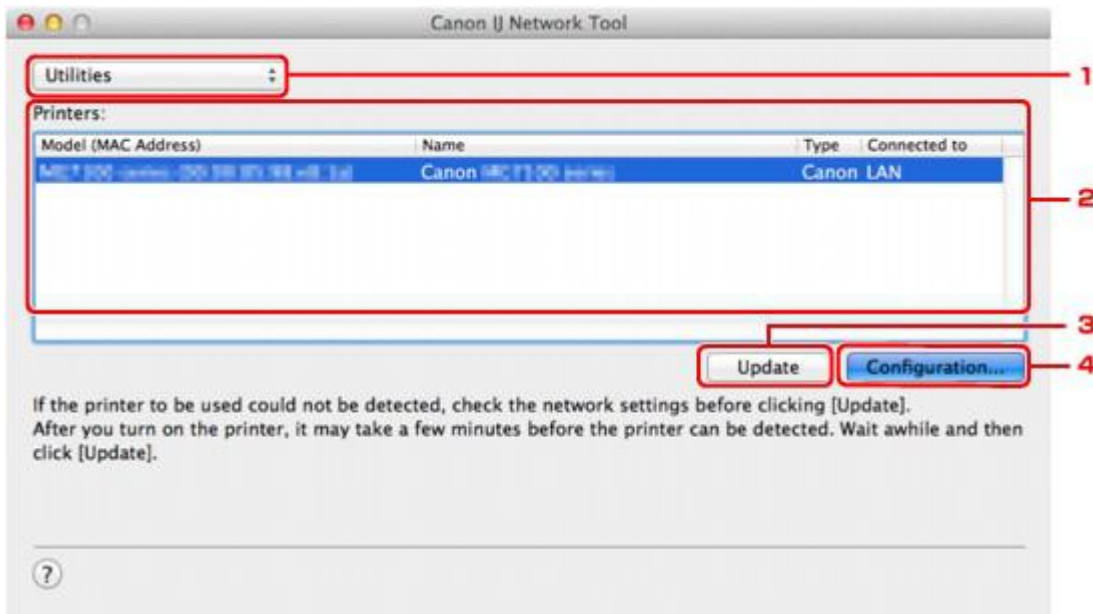 Canon IJ Network Tool
Utilities
1
Printers:
Model (MAC Address) Name Type Connected to
Canon Canon LAN
2
3
Update Configuration... 4
If the printer to be used could not be detected, check the network settings before clicking [Update].
After you turn on the printer, it may take a few minutes before the printer can be detected. Wait awhile and then
click [Update].
?